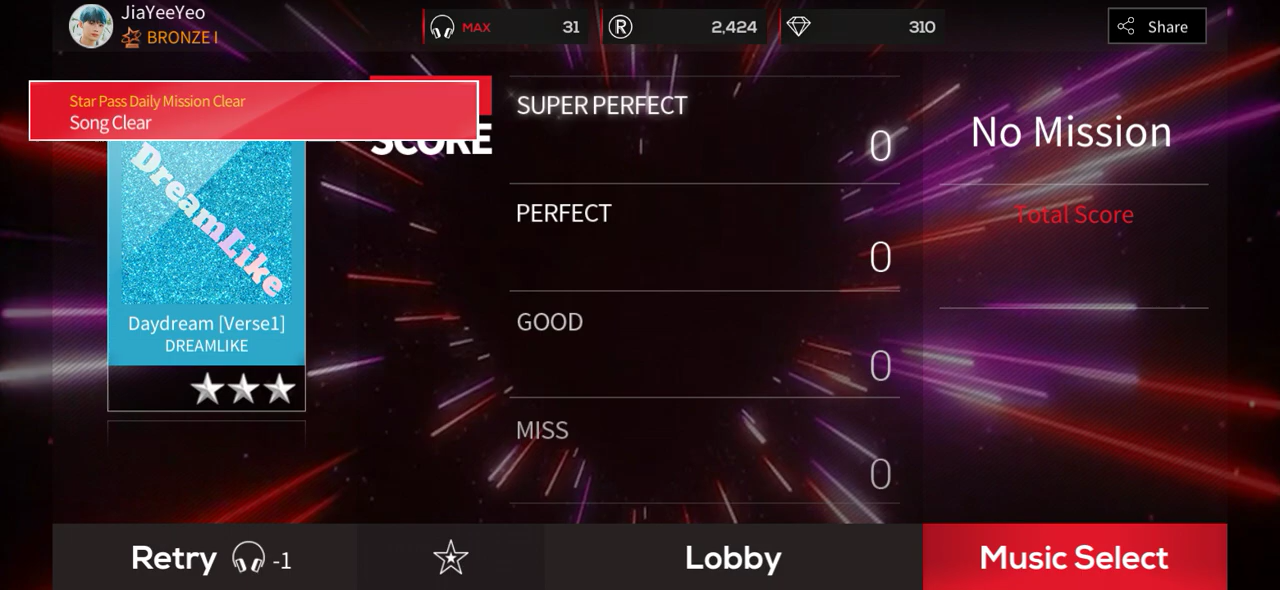 JiaYeeYeo
BRONZE I
MAX 31
R 2,424
310
Share
Star Pass Daily Mission Clear
Song Clear
SCORE
DreamLike
Daydream [Verse1]
DREAMLIKE
SUPER PERFECT
0
PERFECT
0
GOOD
0
MISS
0
No Mission
Total Score
Retry -1
Lobby
Music Select